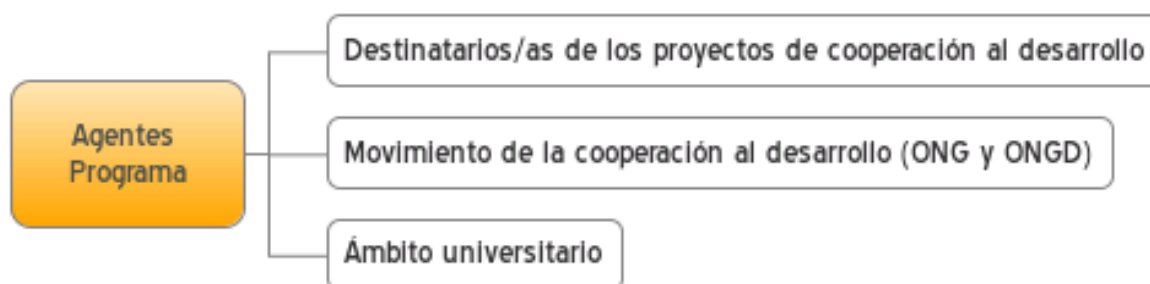 Agentes
Programa
Destinatarios/as de los proyectos de cooperación al desarrollo
Movimiento de la cooperación al desarrollo (ONG y ONGD)
Ámbito universitario